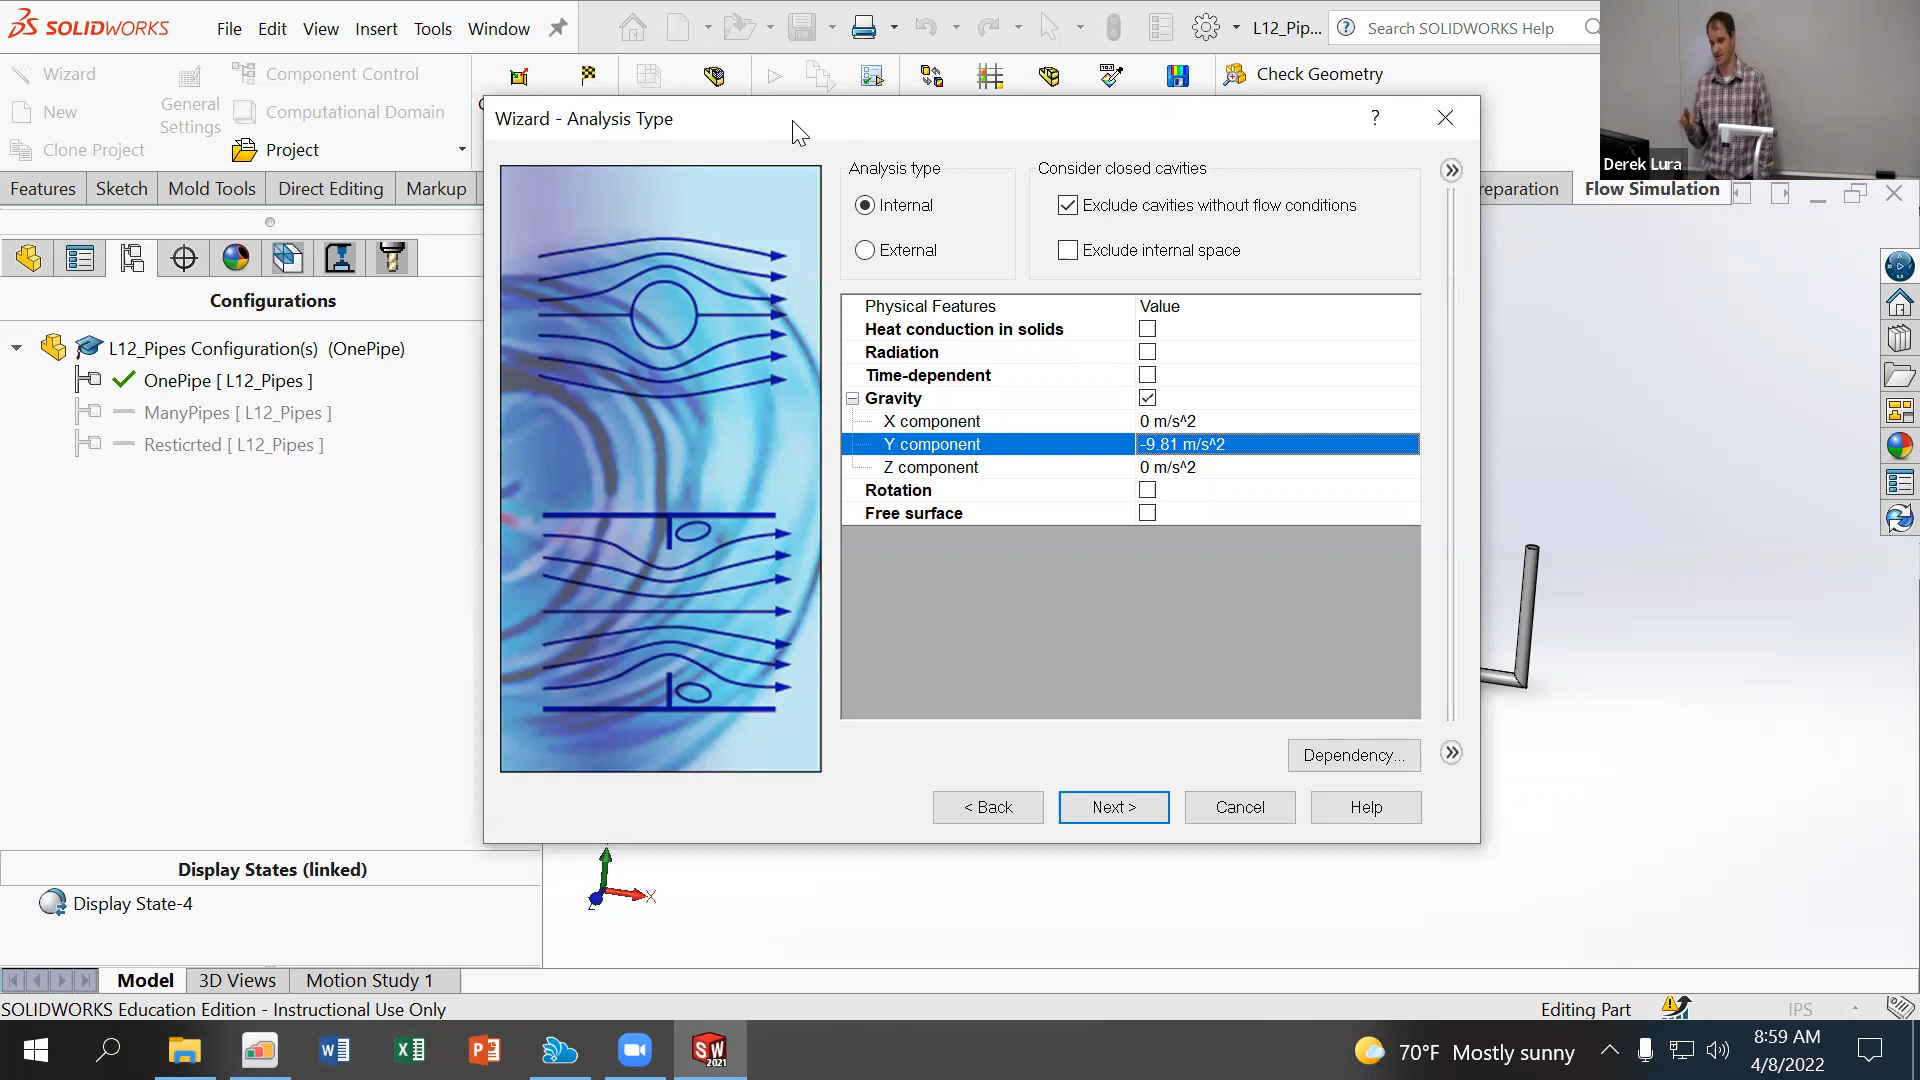 SOLIDWORKS File Edit View Insert Tools Window L12_Pip... Search SOLIDWORKS Help
Wizard Component Control
New General Settings Computational Domain
Clone Project Project
Check Geometry
Features Sketch Mold Tools Direct Editing Markup reparation Flow Simulation
Derek Lura
Configurations
L12_Pipes Configuration(s) (OnePipe)
OnePipe [ L12_Pipes ]
ManyPipes [ L12_Pipes ]
Resticrted [ L12_Pipes ]
Display States (linked)
Display State-4
Wizard - Analysis Type ?
Analysis type Consider closed cavities
Internal Exclude cavities without flow conditions
External Exclude internal space
Physical Features Value
Heat conduction in solids
Radiation
Time-dependent
Gravity
X component 0 m/s^2
Y component -9.81 m/s^2
Z component 0 m/s^2
Rotation
Free surface
Dependency...
< Back Next > Cancel Help
X
Z
Model 3D Views Motion Study 1
SOLIDWORKS Education Edition - Instructional Use Only Editing Part IPS
70°F Mostly sunny
8:59 AM
4/8/2022
SW
2021